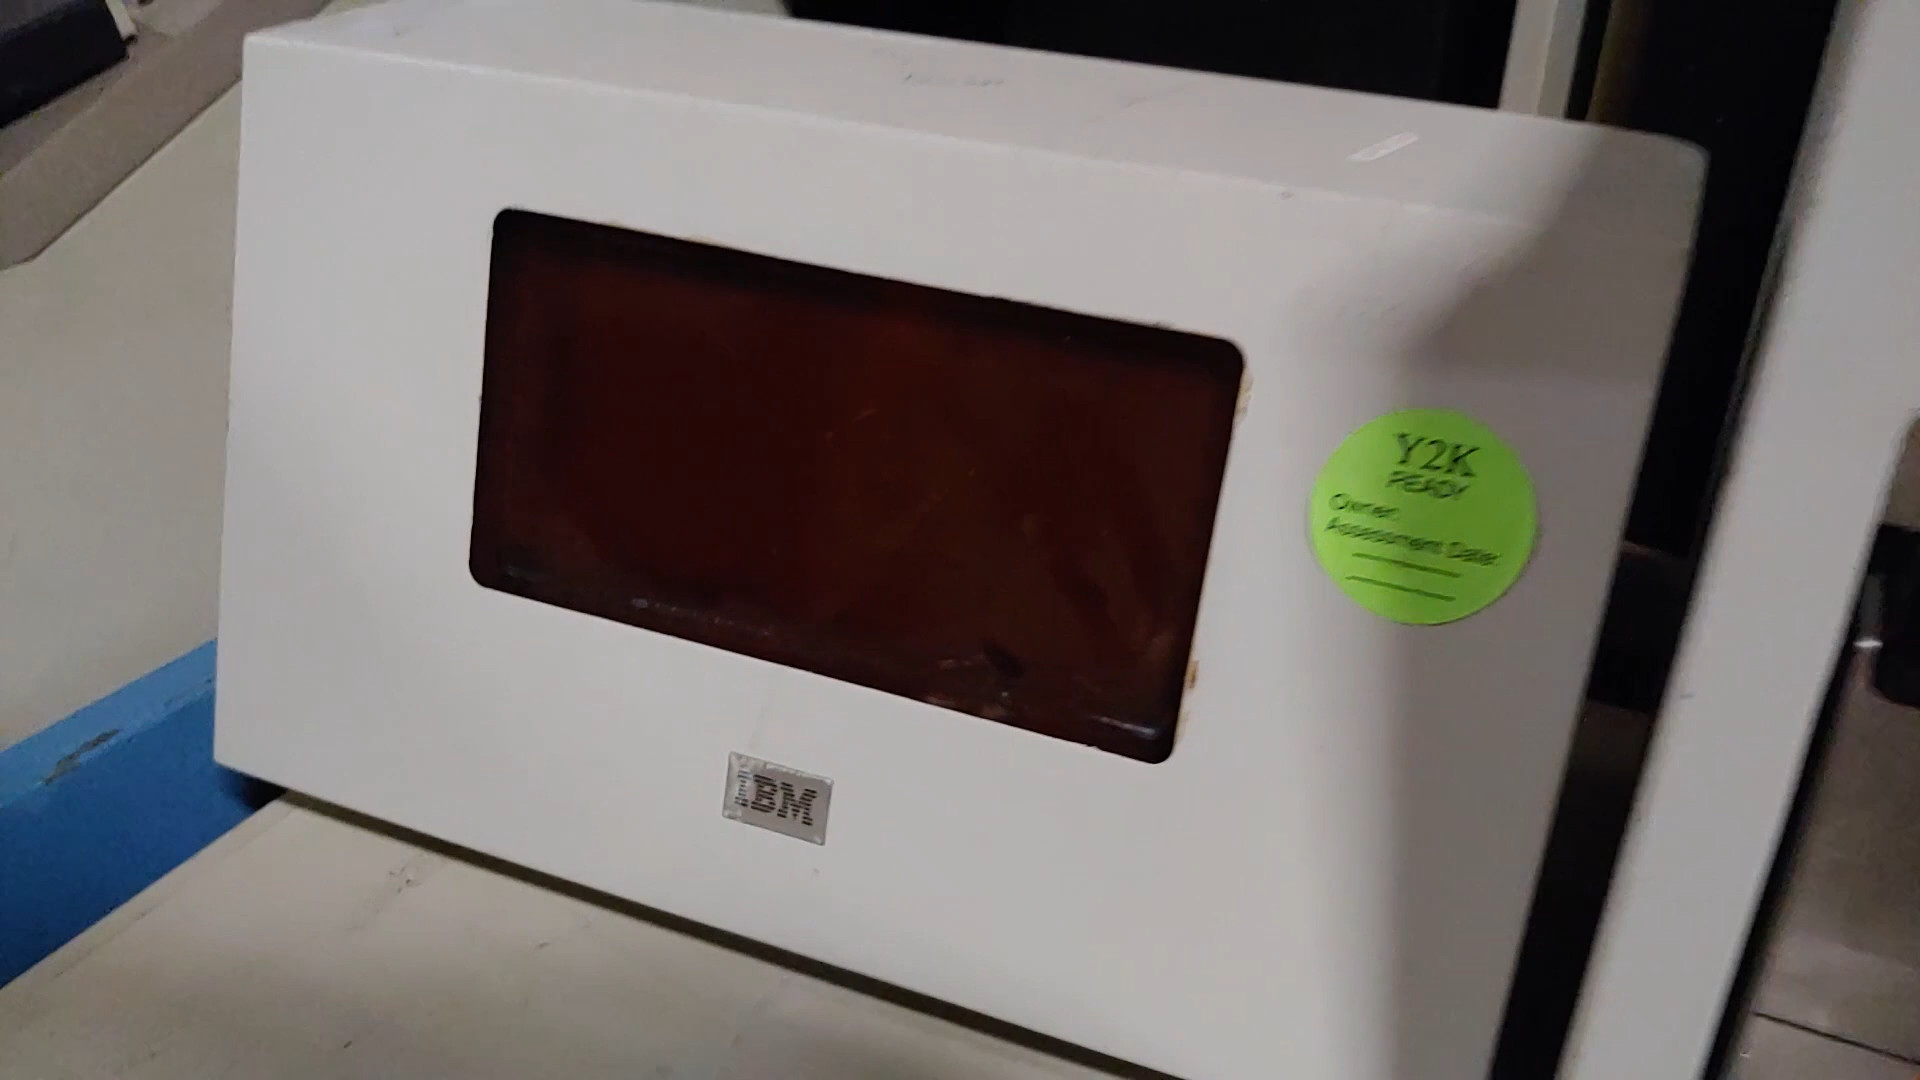 Y2K
READY
Owner:
Assessment Date:
IBM